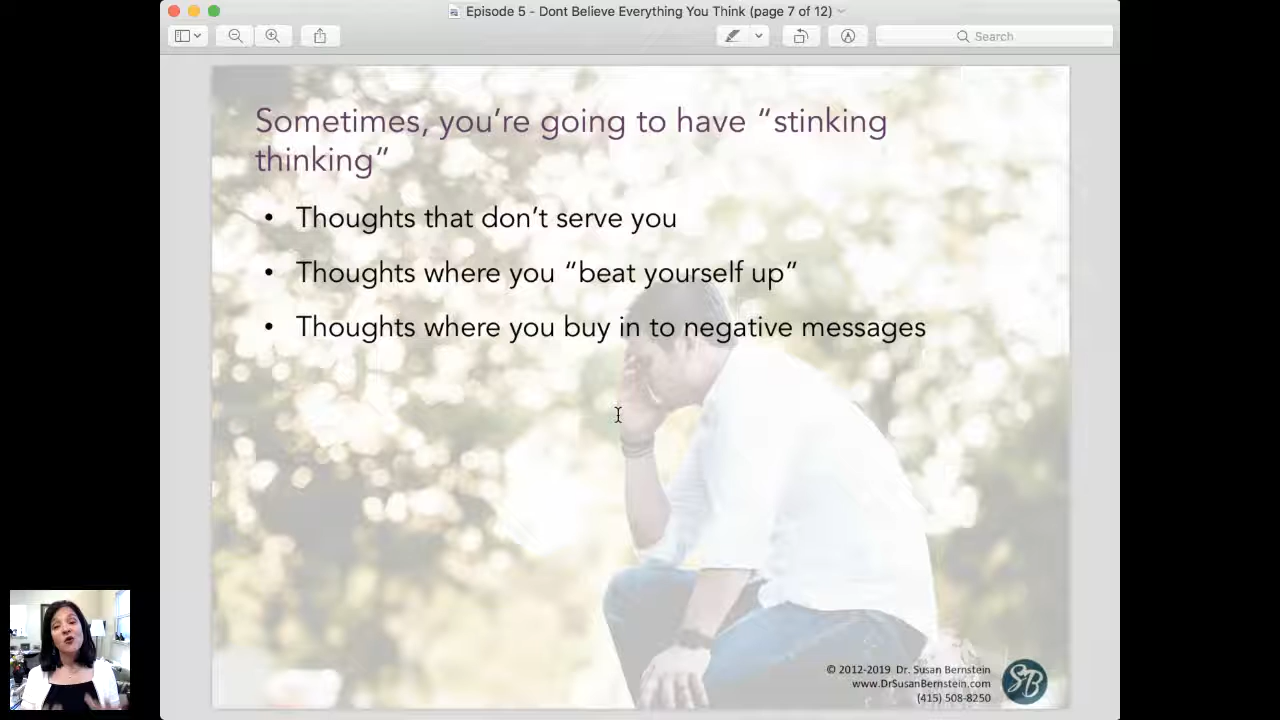 Episode 5 - Dont Believe Everything You Think (page 7 of 12)
Search
Sometimes, you’re going to have “stinking
thinking”
• Thoughts that don’t serve you
• Thoughts where you “beat yourself up”
• Thoughts where you buy in to negative messages
© 2012-2019 Dr. Susan Bernstein
www.DrSusanBernstein.com
(415) 508-8250
SB